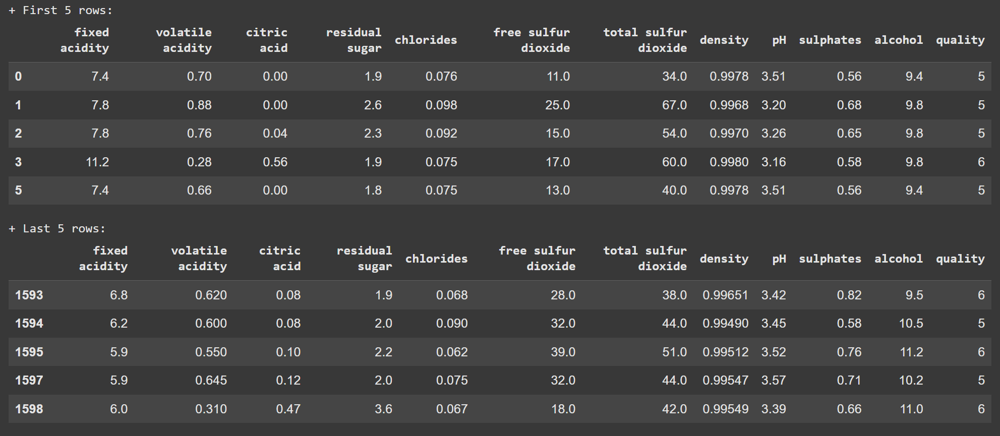 + First 5 rows:
fixed acidity volatile acidity citric acid residual sugar chlorides free sulfur dioxide total sulfur dioxide density pH sulphates alcohol quality
0 7.4 0.70 0.00 1.9 0.076 11.0 34.0 0.9978 3.51 0.56 9.4 5
1 7.8 0.88 0.00 2.6 0.098 25.0 67.0 0.9968 3.20 0.68 9.8 5
2 7.8 0.76 0.04 2.3 0.092 15.0 54.0 0.9970 3.26 0.65 9.8 5
3 11.2 0.28 0.56 1.9 0.075 17.0 60.0 0.9980 3.16 0.58 9.8 6
5 7.4 0.66 0.00 1.8 0.075 13.0 40.0 0.9978 3.51 0.56 9.4 5
+ Last 5 rows:
fixed acidity volatile acidity citric acid residual sugar chlorides free sulfur dioxide total sulfur dioxide density pH sulphates alcohol quality
1593 6.8 0.620 0.08 1.9 0.068 28.0 38.0 0.99651 3.42 0.82 9.5 6
1594 6.2 0.600 0.08 2.0 0.090 32.0 44.0 0.99490 3.45 0.58 10.5 5
1595 5.9 0.550 0.10 2.2 0.062 39.0 51.0 0.99512 3.52 0.76 11.2 6
1597 5.9 0.645 0.12 2.0 0.075 32.0 44.0 0.99547 3.57 0.71 10.2 5
1598 6.0 0.310 0.47 3.6 0.067 18.0 42.0 0.99549 3.39 0.66 11.0 6